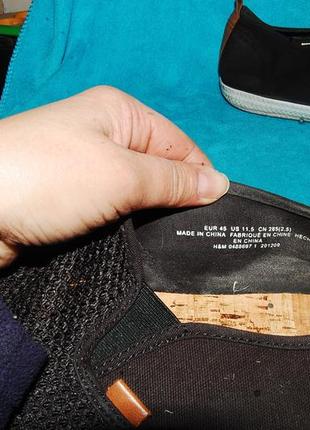 EUR 45 US 11.5 CN 285(2.5)
MADE IN CHINA FABRIQUE EN CHINE HECHO
EN CHINA
H&M 0488697 1 201209